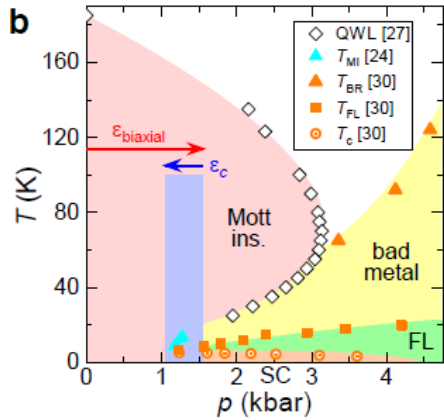 b
QWL [27]
T_MI [24]
T_BR [30]
T_FL [30]
T_c [30]
160
120
80
40
0
T (K)
ε_biaxial
ε_c
Mott
ins.
bad
metal
FL
SC
0
1
2
3
4
p (kbar)